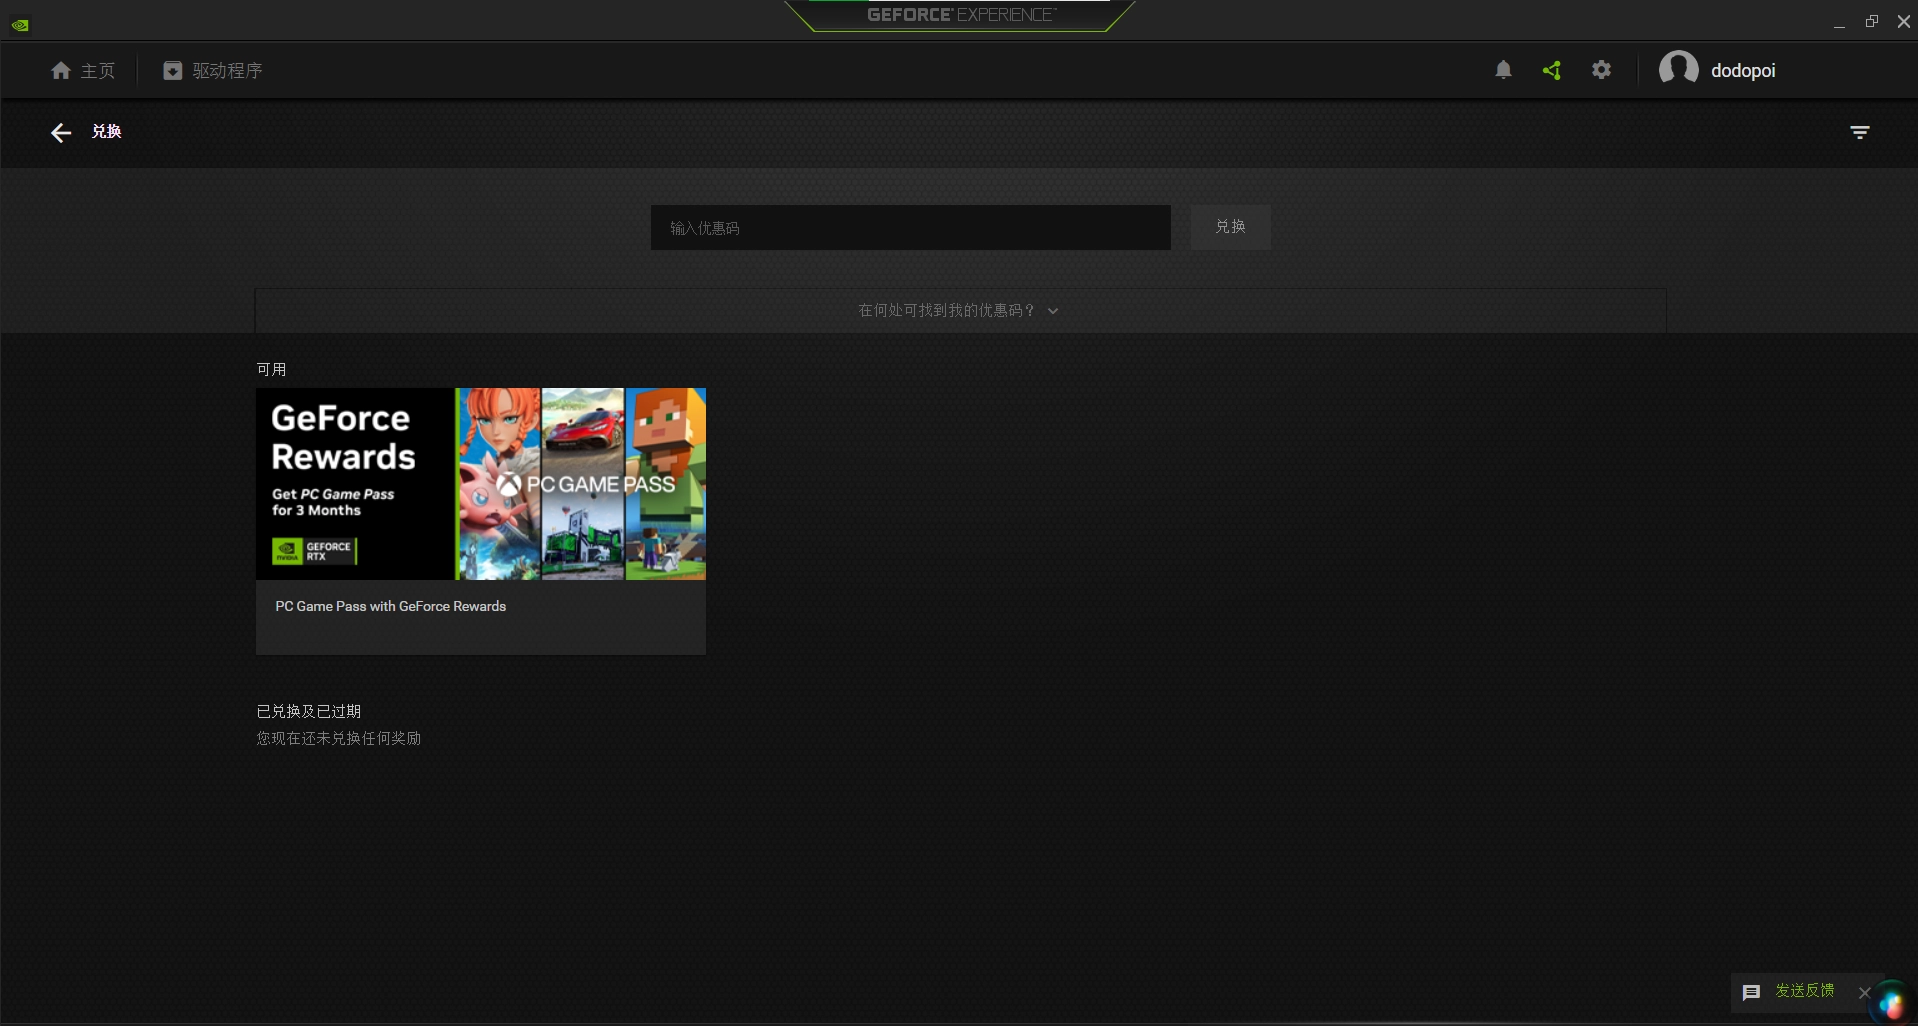 GEFORCE® EXPERIENCE™
主页
驱动程序
dodopoi
兑换
输入优惠码
兑换
在何处可找到我的优惠码？
可用
GeForce
Rewards
Get PC Game Pass
for 3 Months
NVIDIA
GEFORCE
RTX
PC GAME PASS
PC Game Pass with GeForce Rewards
已兑换及已过期
您现在还未兑换任何奖励
发送反馈